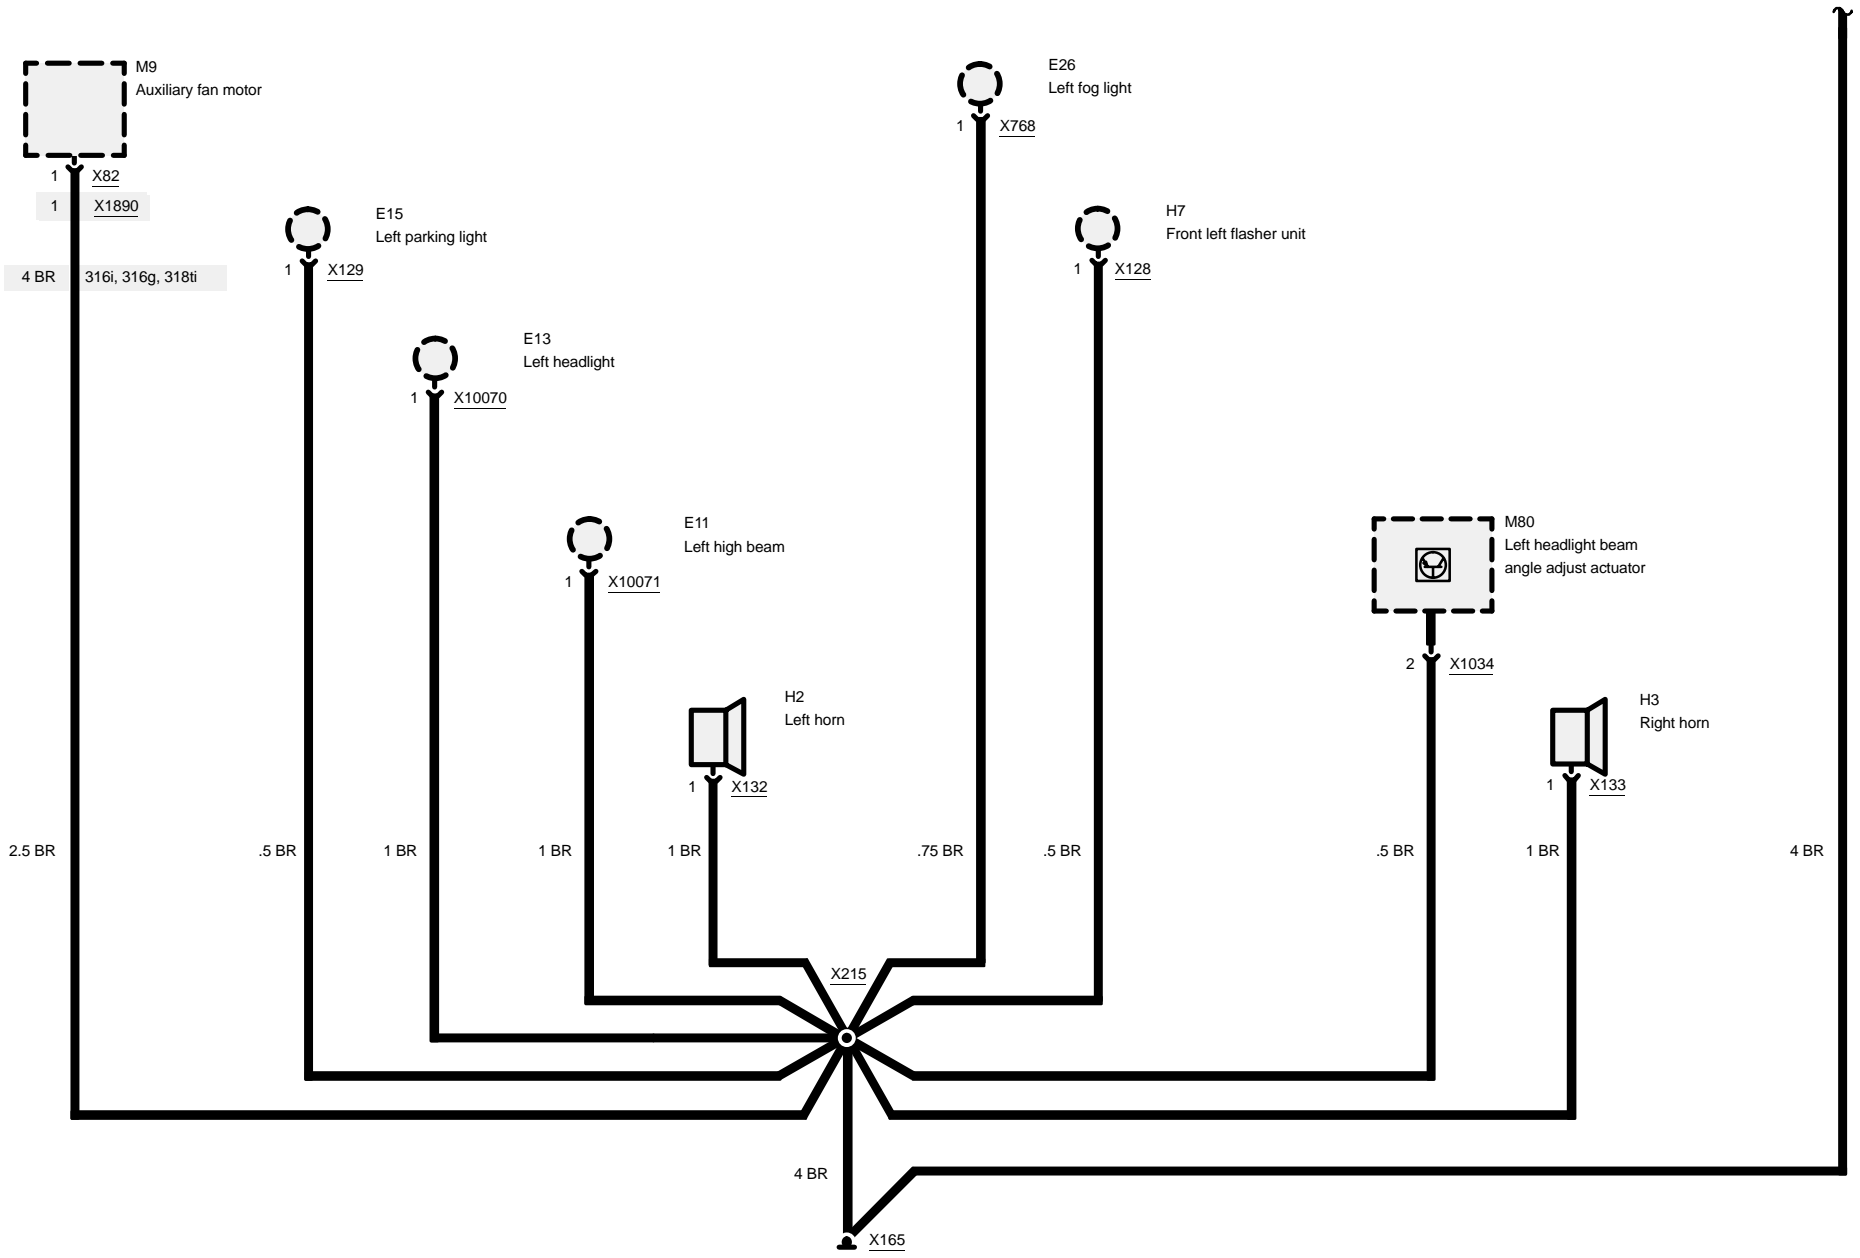 M9
Auxiliary fan motor
1 X82
1 X1890
4 BR 316i, 316g, 318ti
E15
Left parking light
1 X129
E13
Left headlight
1 X10070
E11
Left high beam
1 X10071
H2
Left horn
1 X132
E26
Left fog light
1 X768
H7
Front left flasher unit
1 X128
M80
Left headlight beam
angle adjust actuator
2 X1034
H3
Right horn
1 X133
2.5 BR .5 BR 1 BR 1 BR 1 BR .75 BR .5 BR .5 BR 1 BR 4 BR
X215
4 BR
X165